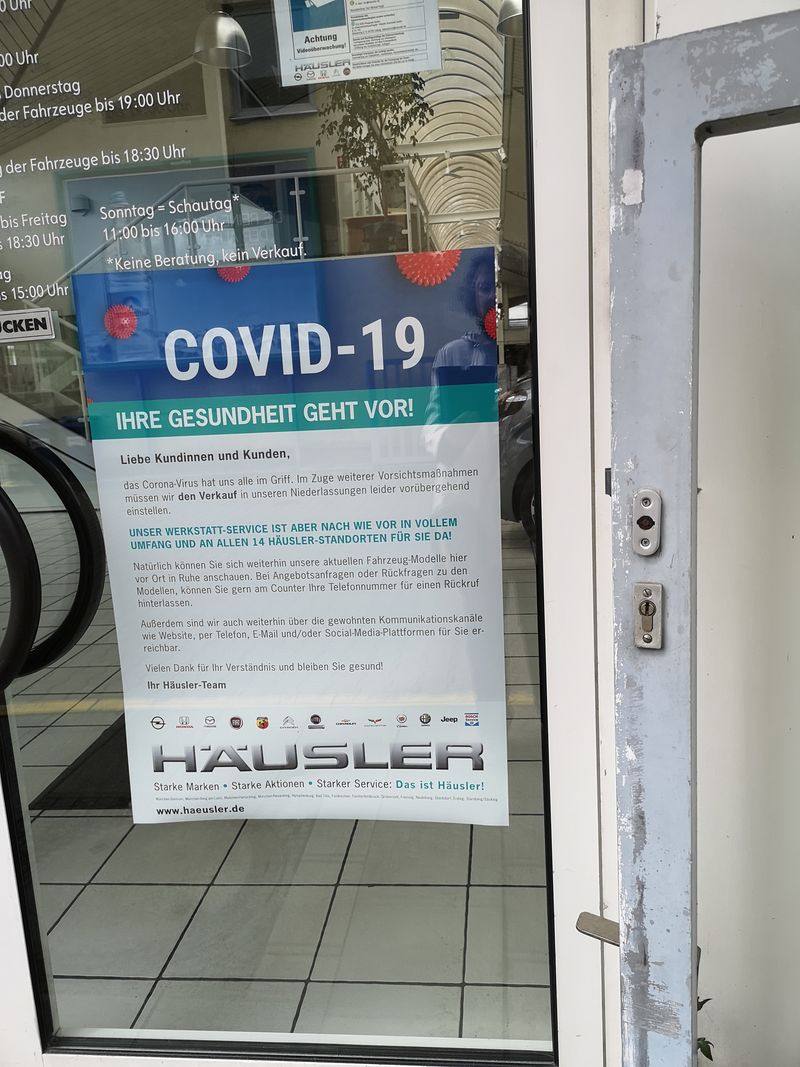 Achtung
Videoüberwachung!
HÄUSLER
00 Uhr
Donnerstag
der Fahrzeuge bis 19:00 Uhr
der Fahrzeuge bis 18:30 Uhr
bis Freitag
18:30 Uhr
15:00 Uhr
Sonntag = Schautag*
11:00 bis 16:00 Uhr
*Keine Beratung, kein Verkauf.
COVID-19
IHRE GESUNDHEIT GEHT VOR!
Liebe Kundinnen und Kunden,
das Corona-Virus hat uns alle im Griff. Im Zuge weiterer Vorsichtsmaßnahmen
müssen wir den Verkauf in unseren Niederlassungen leider vorübergehend
einstellen.
UNSER WERKSTATT-SERVICE IST ABER NACH WIE VOR IN VOLLEM
UMFANG UND AN ALLEN 14 HÄUSLER-STANDORTEN FÜR SIE DA!
Natürlich können Sie sich weiterhin unsere aktuellen Fahrzeug-Modelle hier
vor Ort in Ruhe anschauen. Bei Angebotsanfragen oder Rückfragen zu den
Modellen, können Sie gern am Counter Ihre Telefonnummer für einen Rückruf
hinterlassen.
Außerdem sind wir auch weiterhin über die gewohnten Kommunikationskanäle
wie Website, per Telefon, E-Mail und/oder Social-Media-Plattformen für Sie er-
reichbar.
Vielen Dank für Ihr Verständnis und bleiben Sie gesund!
Ihr Häusler-Team
HONDA Jeep BOSCH Service
HÄUSLER
Starke Marken • Starke Aktionen • Starker Service: Das ist Häusler!
www.haeusler.de